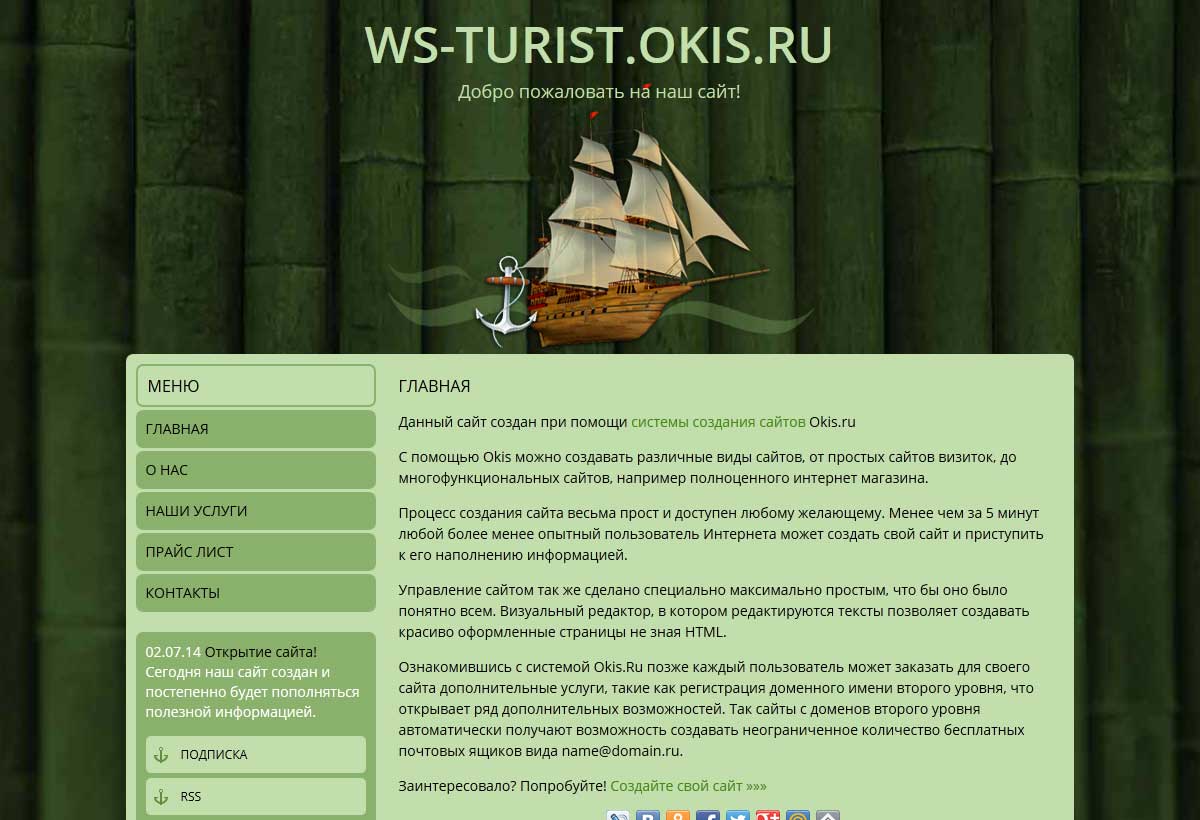 WS-TURIST.OKIS.RU
Добро пожаловать на наш сайт!
МЕНЮ
ГЛАВНАЯ
О НАС
НАШИ УСЛУГИ
ПРАЙС ЛИСТ
КОНТАКТЫ
02.07.14 Открытие сайта!
Сегодня наш сайт создан и
постепенно будет пополняться
полезной информацией.
ПОДПИСКА
RSS
ГЛАВНАЯ
Данный сайт создан при помощи системы создания сайтов Okis.ru
С помощью Okis можно создавать различные виды сайтов, от простых сайтов визиток, до
многофункциональных сайтов, например полноценного интернет магазина.
Процесс создания сайта весьма прост и доступен любому желающему. Менее чем за 5 минут
любой более менее опытный пользователь Интернета может создать свой сайт и приступить
к его наполнению информацией.
Управление сайтом так же сделано специально максимально простым, что бы оно было
понятно всем. Визуальный редактор, в котором редактируются тексты позволяет создавать
красиво оформленные страницы не зная HTML.
Ознакомившись с системой Okis.Ru позже каждый пользователь может заказать для своего
сайта дополнительные услуги, такие как регистрация доменного имени второго уровня, что
открывает ряд дополнительных возможностей. Так сайты с доменов второго уровня
автоматически получают возможность создавать неограниченное количество бесплатных
почтовых ящиков вида name@domain.ru.
Заинтересовало? Попробуйте! Создайте свой сайт »»»